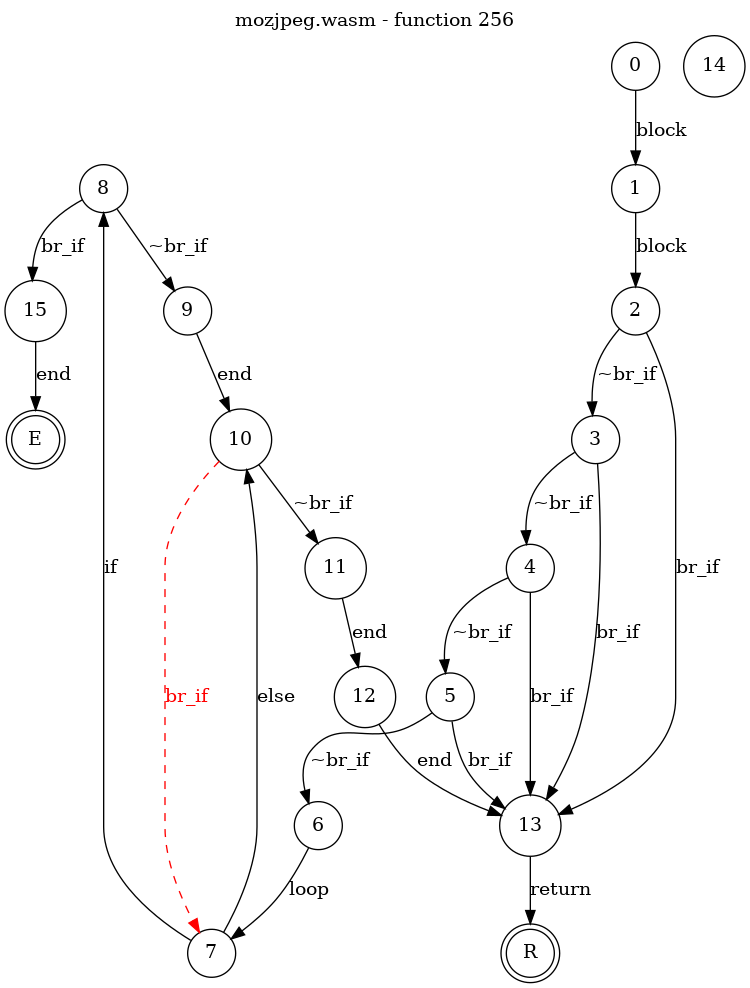 mozjpeg.wasm - function 256
0
14
block
8
1
br_if
~br_if
block
15
9
2
end
end
~br_if
E
10
3
~br_if
~br_if
if
11
4
br_if
end
~br_if
br_if
br_if
else
12
5
br_if
~br_if
end
br_if
6
13
loop
return
7
R